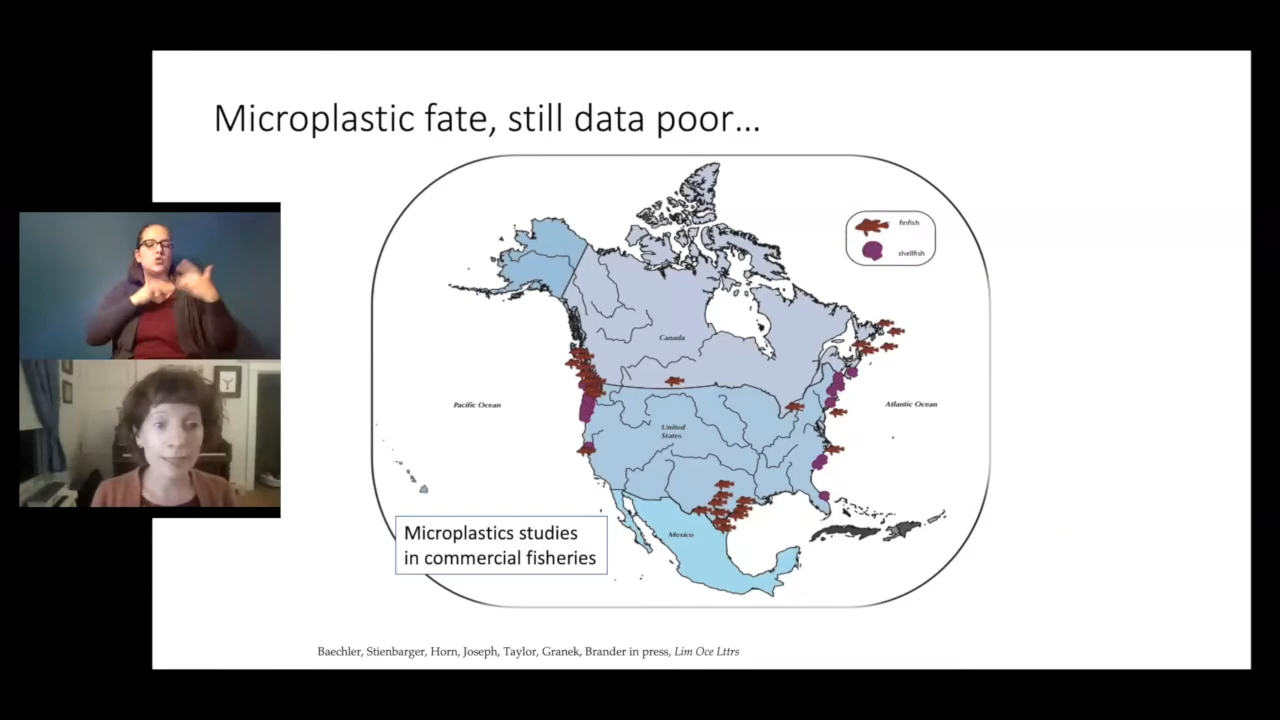 Microplastic fate, still data poor...
finfish
shellfish
Canada
Pacific Ocean
Atlantic Ocean
United
States
Mexico
Microplastics studies
in commercial fisheries
Baechler, Stienbarger, Horn, Joseph, Taylor, Granek, Brander in press, Lim Oce Lttrs